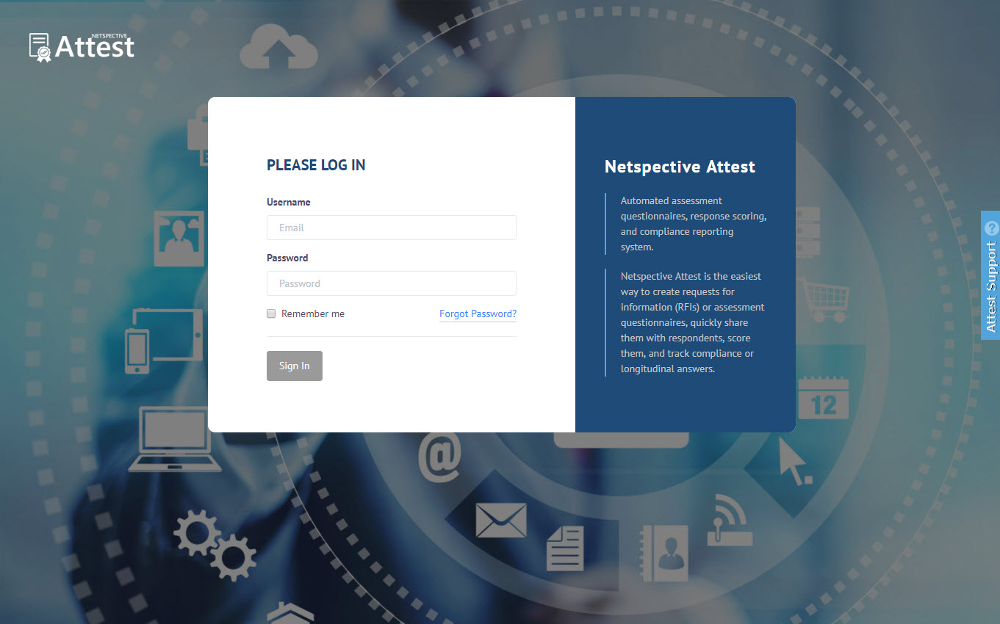 NETSPECTIVE
Attest
PLEASE LOG IN
Username
Email
Password
Password
Remember me
Forgot Password?
Sign In
Netspective Attest
Automated assessment
questionnaires, response scoring,
and compliance reporting
system.
Netspective Attest is the easiest
way to create requests for
information (RFIs) or assessment
questionnaires, quickly share
them with respondents, score
them, and track compliance or
longitudinal answers.
? Attest Support
12
@